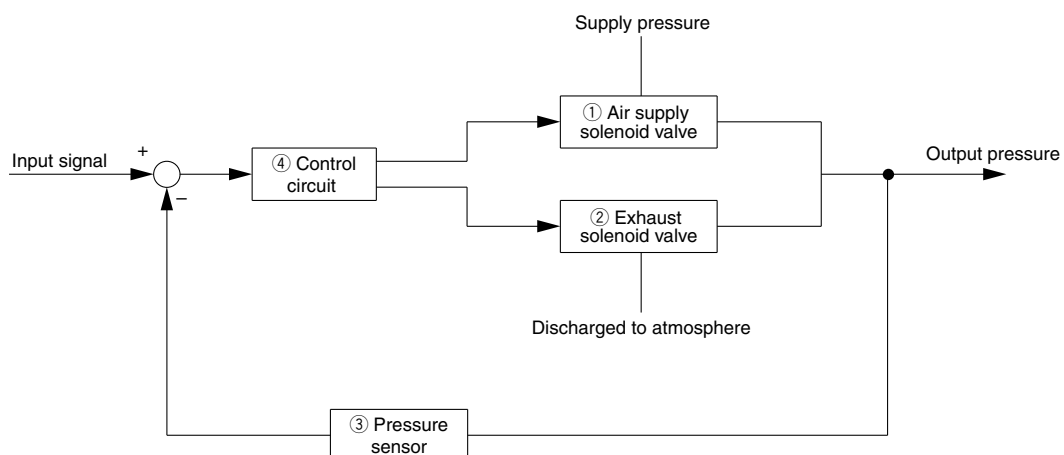 Supply pressure
① Air supply
solenoid valve
Input signal
+
−
④ Control
circuit
Output pressure
② Exhaust
solenoid valve
Discharged to atmosphere
③ Pressure
sensor